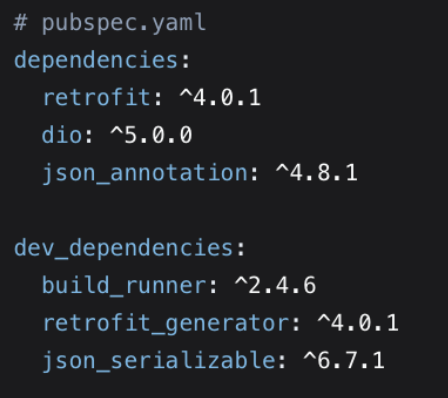 # pubspec.yaml
dependencies:
  retrofit: ^4.0.1
  dio: ^5.0.0
  json_annotation: ^4.8.1

dev_dependencies:
  build_runner: ^2.4.6
  retrofit_generator: ^4.0.1
  json_serializable: ^6.7.1